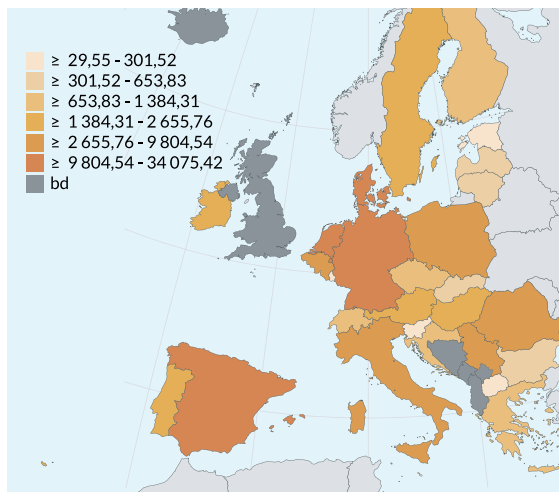 ≥ 29,55 - 301,52
≥ 301,52 - 653,83
≥ 653,83 - 1 384,31
≥ 1 384,31 - 2 655,76
≥ 2 655,76 - 9 804,54
≥ 9 804,54 - 34 075,42
bd